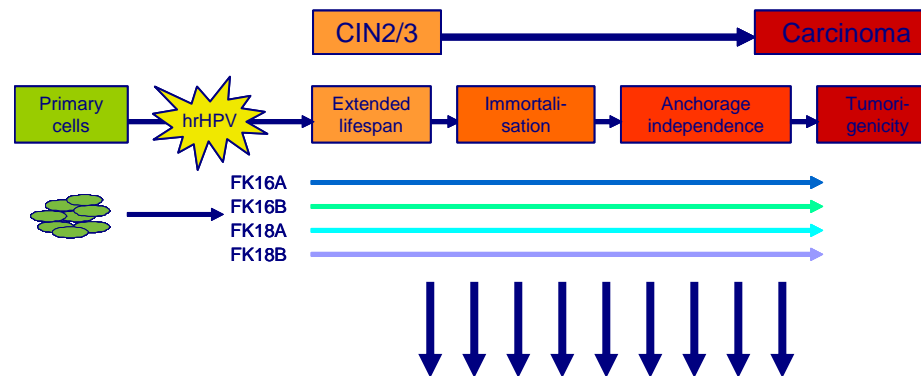 CIN2/3
Carcinoma
Primary
cells
hrHPV
Extended
lifespan
Immortali-
sation
Anchorage
independence
Tumori-
genicity
FK16A
FK16B
FK18A
FK18B